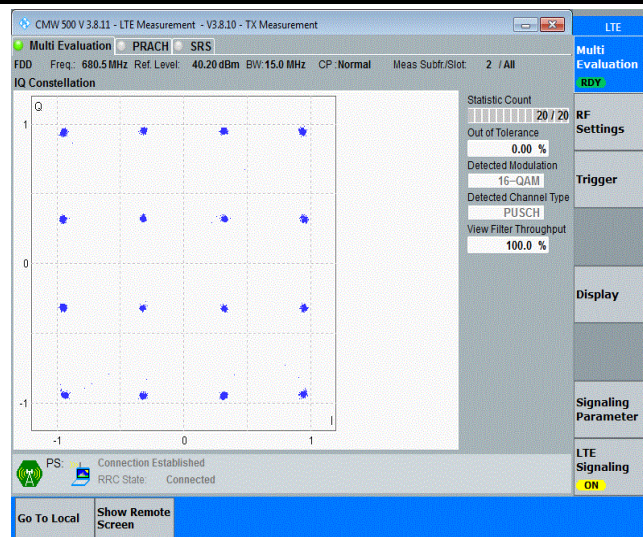 CMW 500 V 3.8.11 - LTE Measurement - V3.8.10 - TX Measurement
LTE
Multi Evaluation PRACH SRS
FDD Freq.: 680.5 MHz Ref. Level: 40.20 dBm BW: 15.0 MHz CP : Normal Meas Subfr./Slot: 2 / All
IQ Constellation
Q
1
0
-1
-1 0 1
I
Statistic Count
20 / 20
Out of Tolerance
0.00 %
Detected Modulation
16-QAM
Detected Channel Type
PUSCH
View Filter Throughput
100.0 %
PS: Connection Established
RRC State: Connected
Multi
Evaluation
RDY
RF
Settings
Trigger
Display
Signaling
Parameter
LTE
Signaling
ON
Go To Local
Show Remote
Screen